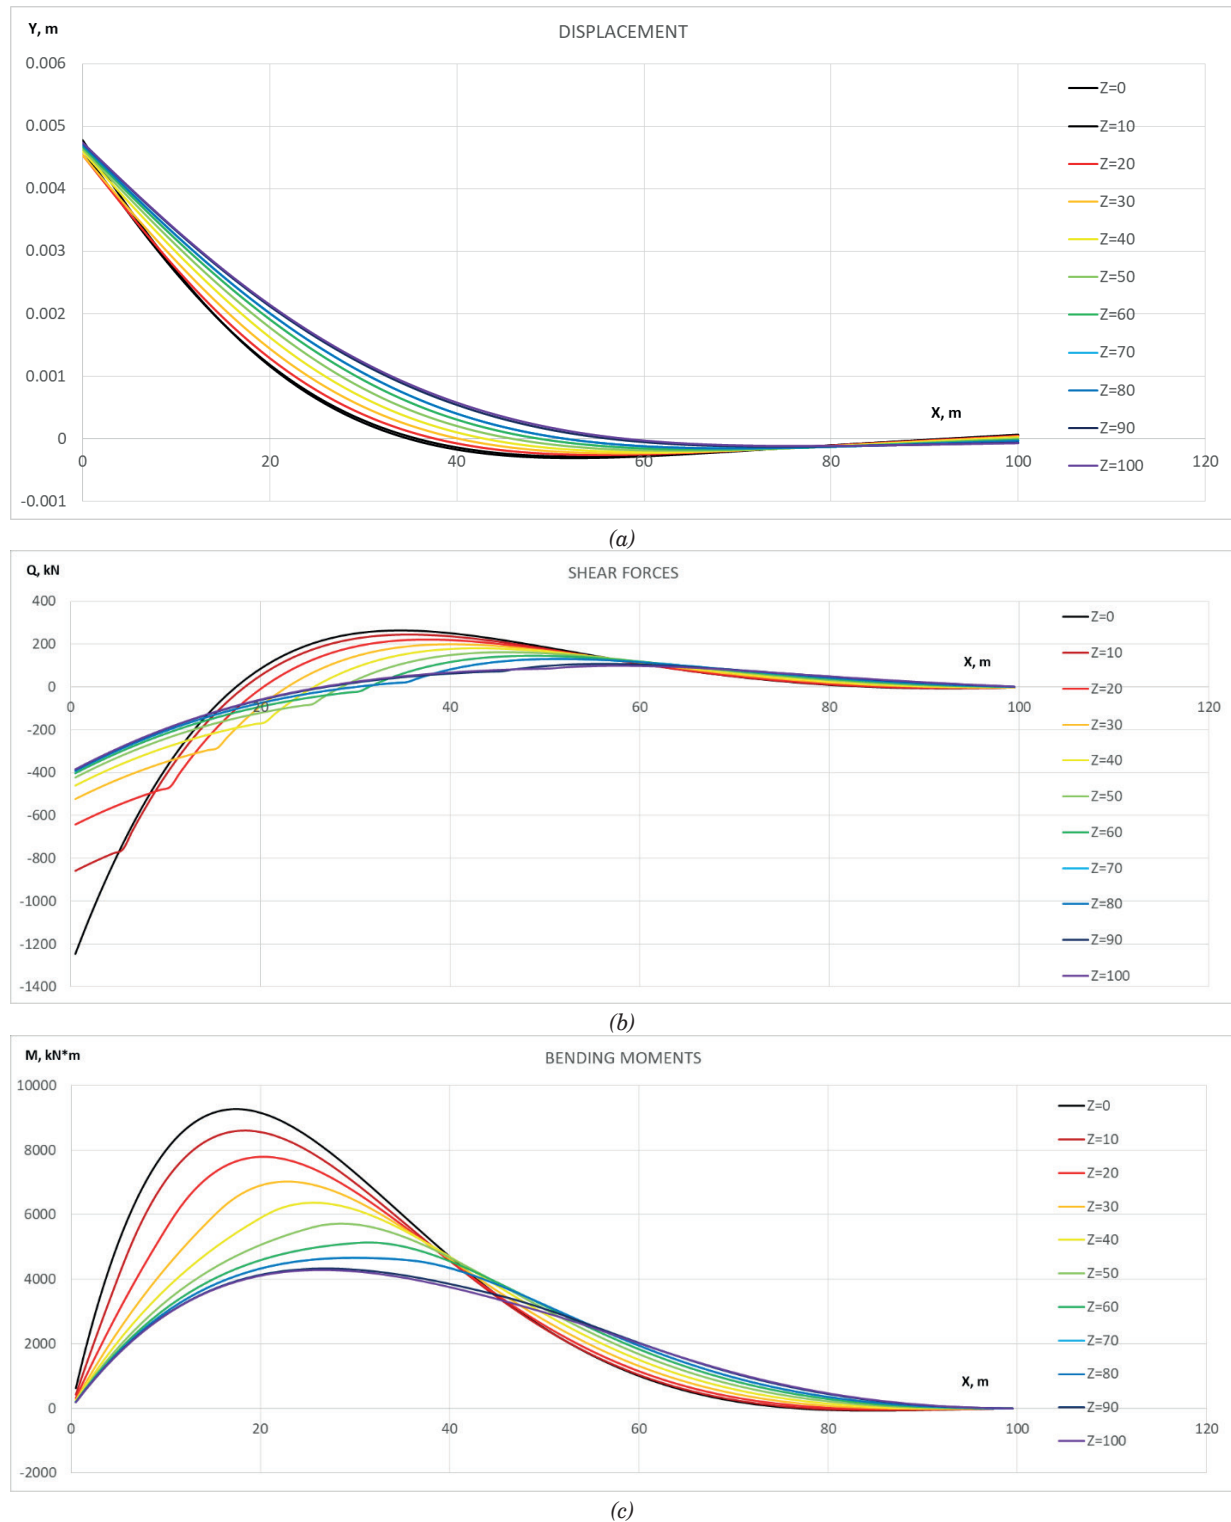 Y, m
DISPLACEMENT
0.006
0.005
0.004
0.003
0.002
0.001
0
-0.001
0 20 40 60 80 100 120
X, m
Z=0
Z=10
Z=20
Z=30
Z=40
Z=50
Z=60
Z=70
Z=80
Z=90
Z=100
(a)
Q, kN
SHEAR FORCES
400
200
0
-200
-400
-600
-800
-1000
-1200
-1400
0 20 40 60 80 100 120
X, m
Z=0
Z=10
Z=20
Z=30
Z=40
Z=50
Z=60
Z=70
Z=80
Z=90
Z=100
(b)
M, kN*m
BENDING MOMENTS
10000
8000
6000
4000
2000
0
-2000
0 20 40 60 80 100 120
X, m
Z=0
Z=10
Z=20
Z=30
Z=40
Z=50
Z=60
Z=70
Z=80
Z=90
Z=100
(c)